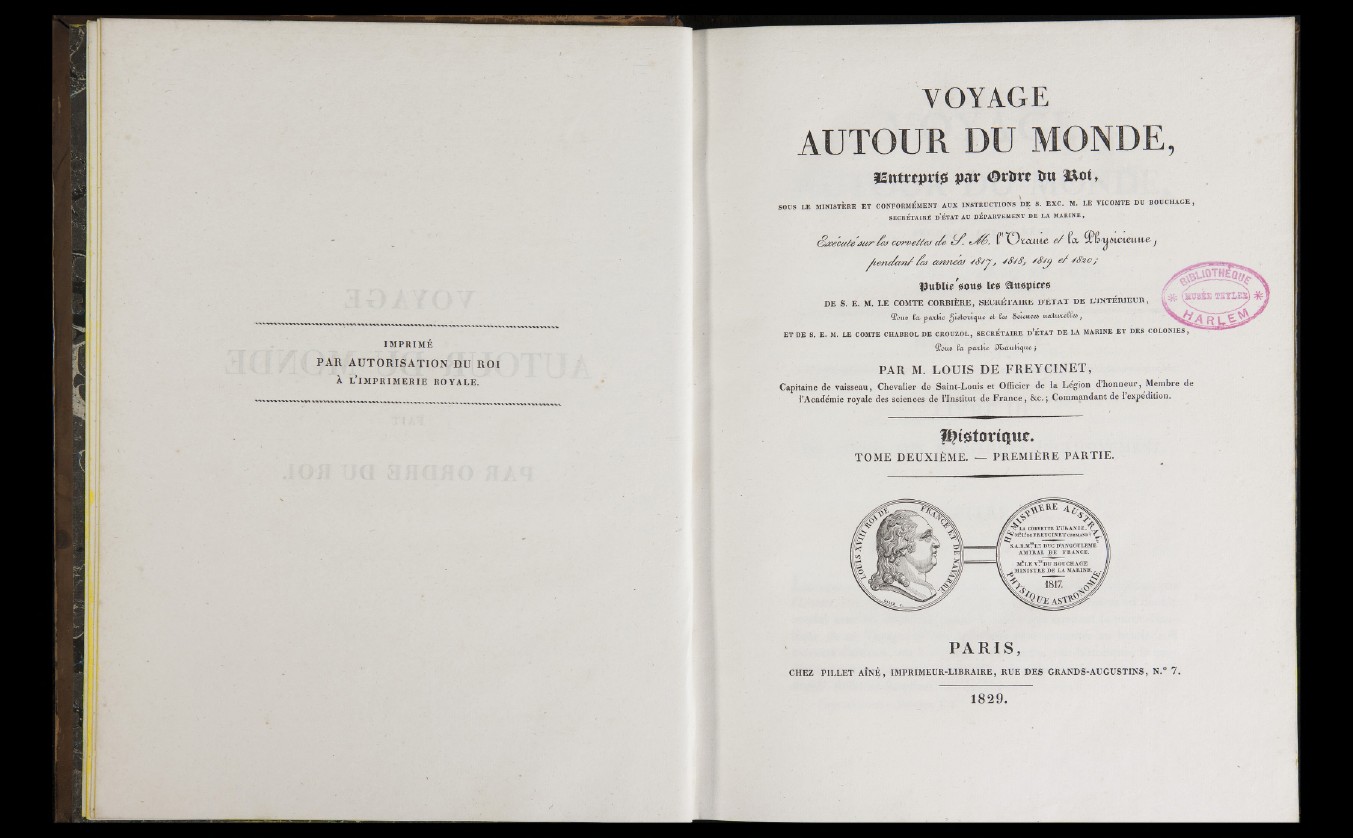 IMPRIMÉ
PAR AUTORISATION DU ROI
À L'IMPRIMERIE ROYALE.
VOYAGE
AUTOUR DU MONDE,
Entrepris par Ordre du Roi,
SOUS LE MINISTÈRE ET CONFORMÉMENT AUX INSTRUCTIONS DE S. EXC. M. LE VICOMTE DU BOUCHAGE,
SECRÉTAIRE D'ÉTAT AU DÉPARTEMENT DE LA MARINE,
Exécuté sur les corvettes de S. M. l'Uranie et la Physicienne,
pendant les années 1817, 1818, 1819 et 1820;
Publié sous les Auspices
DE S. E. M. LE COMTE CORBIÈRE, SECRÉTAIRE D'ETAT DE L'INTÉRIEUR,
Pour la partie Historique et les Sciences naturelles,
ET DE S. E. M. LE COMTE CHABROL DE CROUZOL, SECRÉTAIRE D'ÉTAT DE LA MARINE ET DES COLONIES,
Pour la partie Nautique;
BIBLIOTHÈQUE
MUSÉE TEYLER
HARLEM
PAR M. LOUIS DE FREYCINET,
Capitaine de vaisseau, Chevalier de Saint-Louis et Officier de la Légion d'honneur, Membre de
l'Académie royale des sciences de l'Institut de France, &c.; Commandant de l'expédition.
Historique.
TOME DEUXIÈME. — PREMIÈRE PARTIE.
LOUIS XVIII ROI DE FRANCE ET DE NAVARRE.
HÉMISPHÈRE AUSTRAL
LA CORVETTE L'URANIE.
FREYCINET
S.A.R.M.GR LE DUC D'ANGOULÊME
AMIRAL DE FRANCE.
M.R LE V.TE DU BOUCHAGE
MINISTRE DE LA MARINE.
1817.
PHYSIQUE ASTRONOMIE
PARIS,
CHEZ PILLET AÎNÉ, IMPRIMEUR-LIBRAIRE, RUE DES GRANDS-AUGUSTINS, N.° 7.
1829.